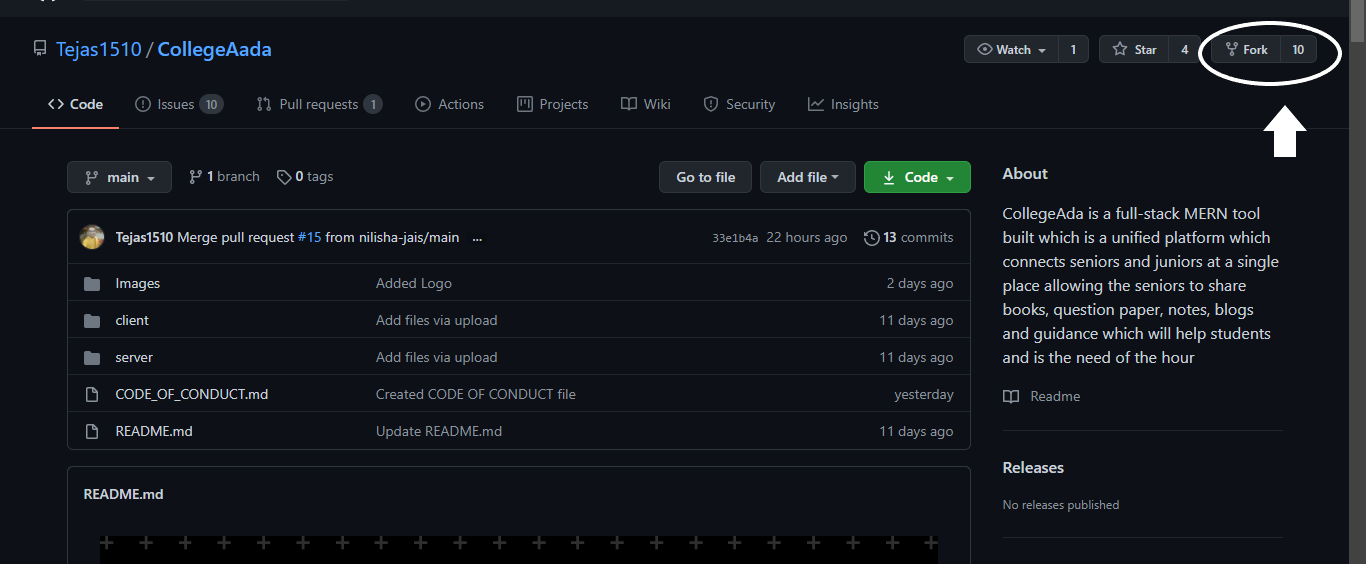 Tejas1510 / CollegeAada
Watch 1 Star 4 Fork 10
Code Issues 10 Pull requests 1 Actions Projects Wiki Security Insights
main 1 branch 0 tags Go to file Add file Code
Tejas1510 Merge pull request #15 from nilisha-jais/main ... 33e1b4a 22 hours ago 13 commits
Images Added Logo 2 days ago
client Add files via upload 11 days ago
server Add files via upload 11 days ago
CODE_OF_CONDUCT.md Created CODE OF CONDUCT file yesterday
README.md Update README.md 11 days ago
README.md
About
CollegeAda is a full-stack MERN tool
built which is a unified platform which
connects seniors and juniors at a single
place allowing the seniors to share
books, question paper, notes, blogs
and guidance which will help students
and is the need of the hour
Readme
Releases
No releases published